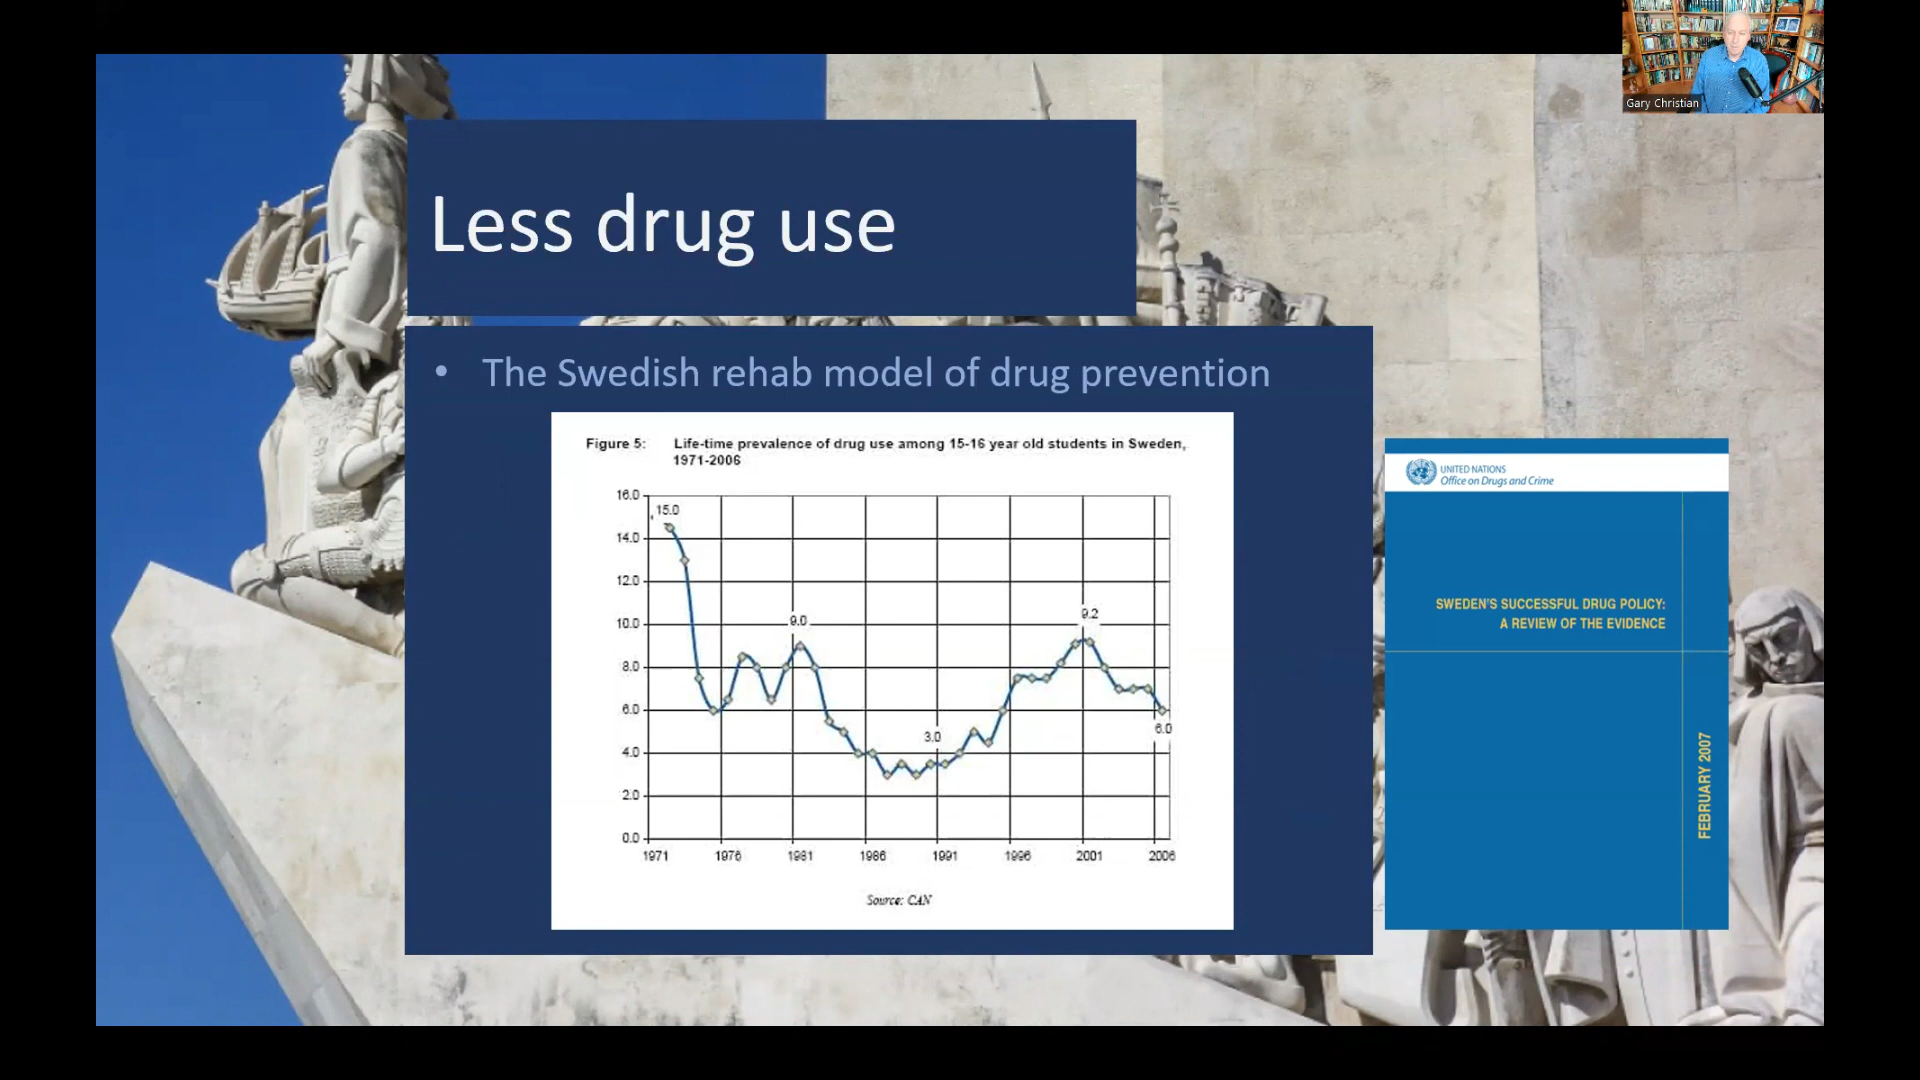 Gary Christian
Less drug use
• The Swedish rehab model of drug prevention
Figure 5: Life-time prevalence of drug use among 15-16 year old students in Sweden,
1971-2006
16.0
15.0
14.0
12.0
10.0
9.0
9.2
8.0
6.0
6.0
4.0
3.0
2.0
0.0
1971 1976 1981 1986 1991 1996 2001 2006
Source: CAN
UNITED NATIONS
Office on Drugs and Crime
SWEDEN'S SUCCESSFUL DRUG POLICY:
A REVIEW OF THE EVIDENCE
FEBRUARY 2007